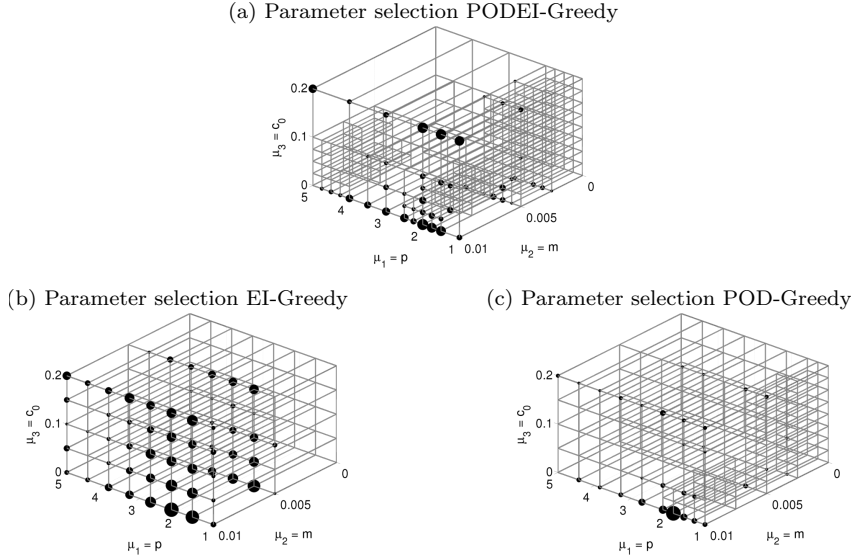 (a) Parameter selection PODEI-Greedy
0.2
0.1
0
μ3 = c0
5
4
3
2
1
μ1 = p
0.01
0.005
0
μ2 = m
(b) Parameter selection EI-Greedy
(c) Parameter selection POD-Greedy
0.2
0.1
0
μ3 = c0
5
4
3
2
1
μ1 = p
0.01
0.005
0
μ2 = m
0.2
0.1
0
μ3 = c0
5
4
3
2
1
μ1 = p
0.01
0.005
0
μ2 = m